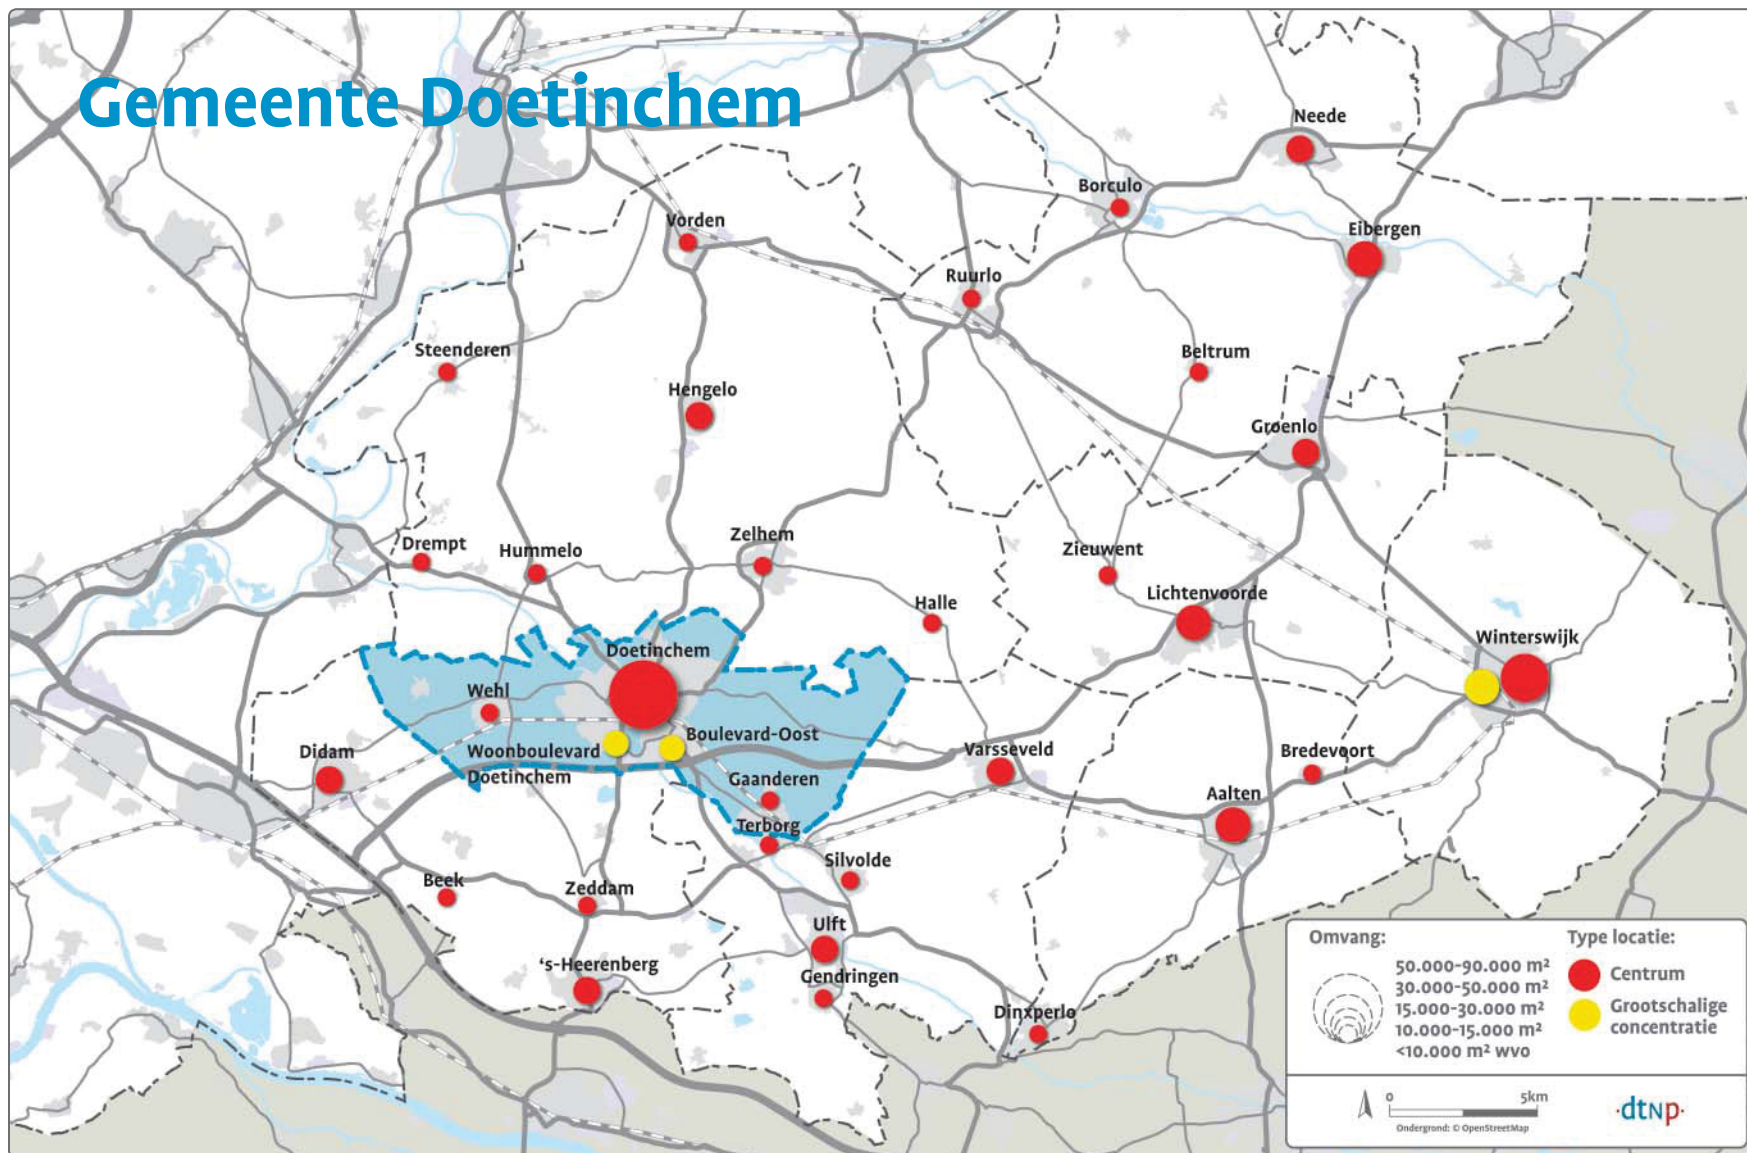 Gemeente Doetinchem
Neede
Borculo
Vorden
Eibergen
Ruurlo
Steenderen
Beltrum
Hengelo
Groenlo
Zelhem
Drempt
Hummelo
Zieuwent
Lichtenvoorde
Halle
Winterswijk
Doetinchem
Wehl
Boulevard-Oost
Woonboulevard
Doetinchem
Didam
Varsseveld
Bredevoort
Gaanderen
Aalten
Terborg
Silvolde
Beek
Zeddam
Ulft
's-Heerenberg
Gendringen
Dinxperlo
Omvang:
50.000-90.000 m²
30.000-50.000 m²
15.000-30.000 m²
10.000-15.000 m²
<10.000 m² wvo
Type locatie:
Centrum
Grootschalige
concentratie
0 5km
Ondergrond: © OpenStreetMap
·dtnp·